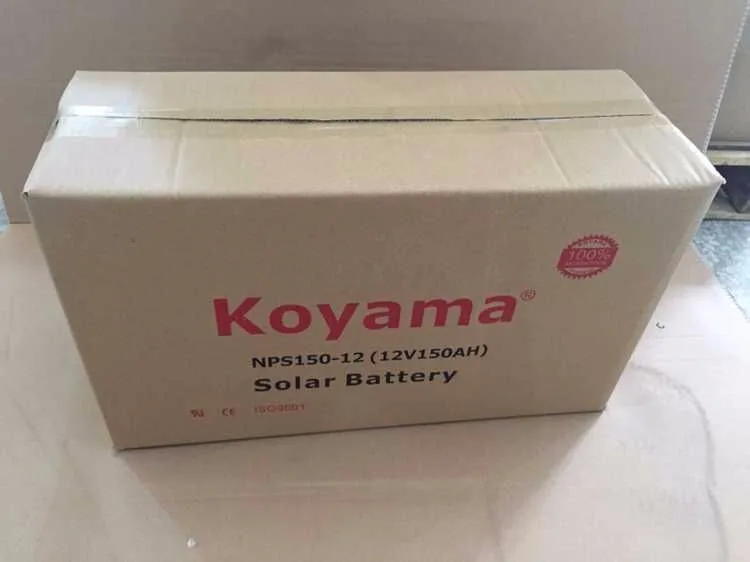 100%
Koyama®
NPS150-12 (12V150AH)
Solar Battery
CE ISO9001